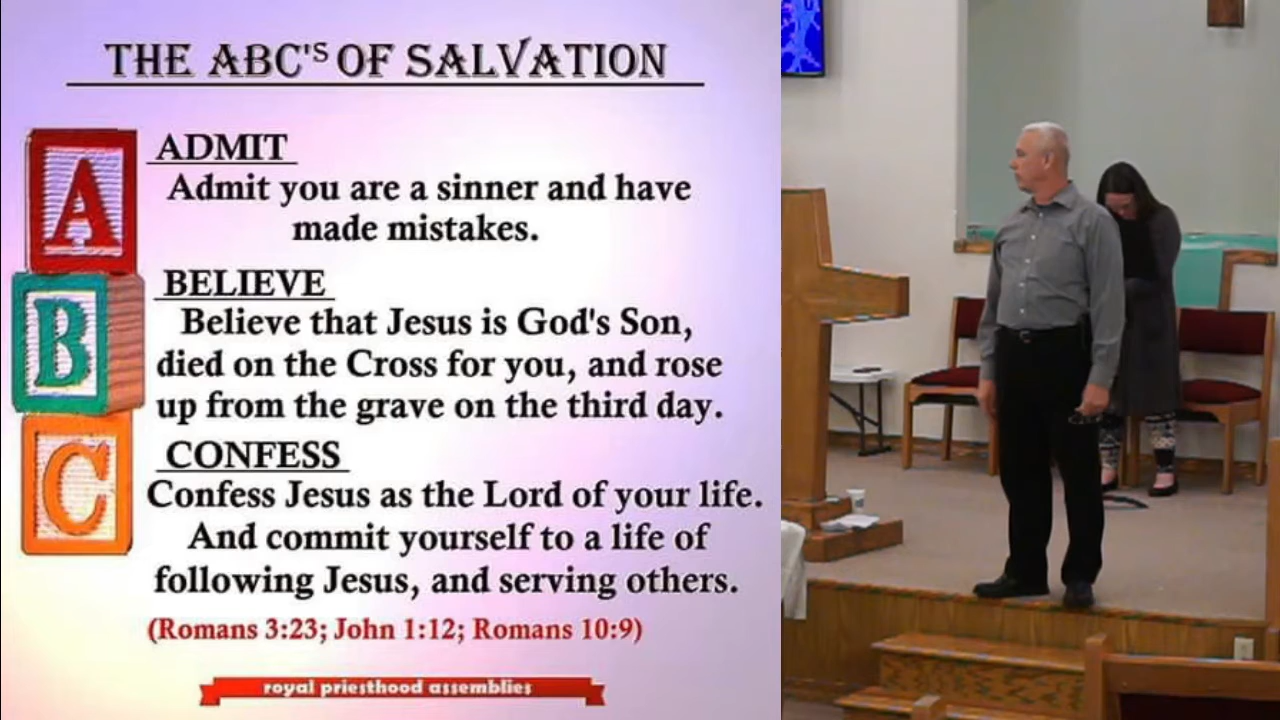 THE ABC'S OF SALVATION
A
ADMIT
Admit you are a sinner and have
made mistakes.
B
BELIEVE
Believe that Jesus is God's Son,
died on the Cross for you, and rose
up from the grave on the third day.
C
CONFESS
Confess Jesus as the Lord of your life.
And commit yourself to a life of
following Jesus, and serving others.
(Romans 3:23; John 1:12; Romans 10:9)
royal priesthood assemblies